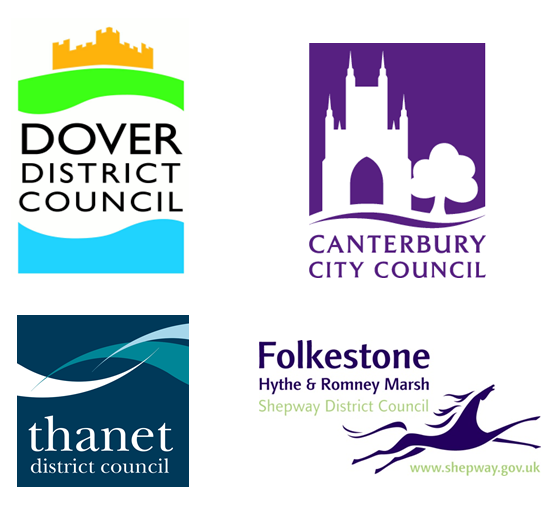 DOVER
DISTRICT
COUNCIL
CANTERBURY
CITY COUNCIL
thanet
district council
Folkestone
Hythe & Romney Marsh
Shepway District Council
www.shepway.gov.uk